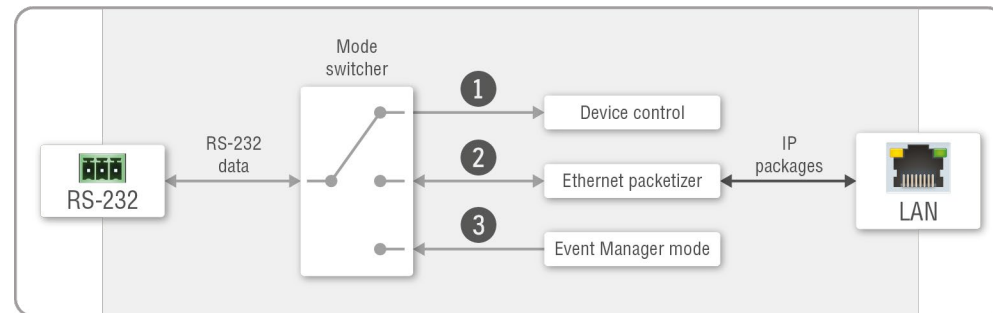 Mode
switcher
1
Device control
RS-232
data
2
IP
packages
Ethernet packetizer
RS-232
LAN
3
Event Manager mode